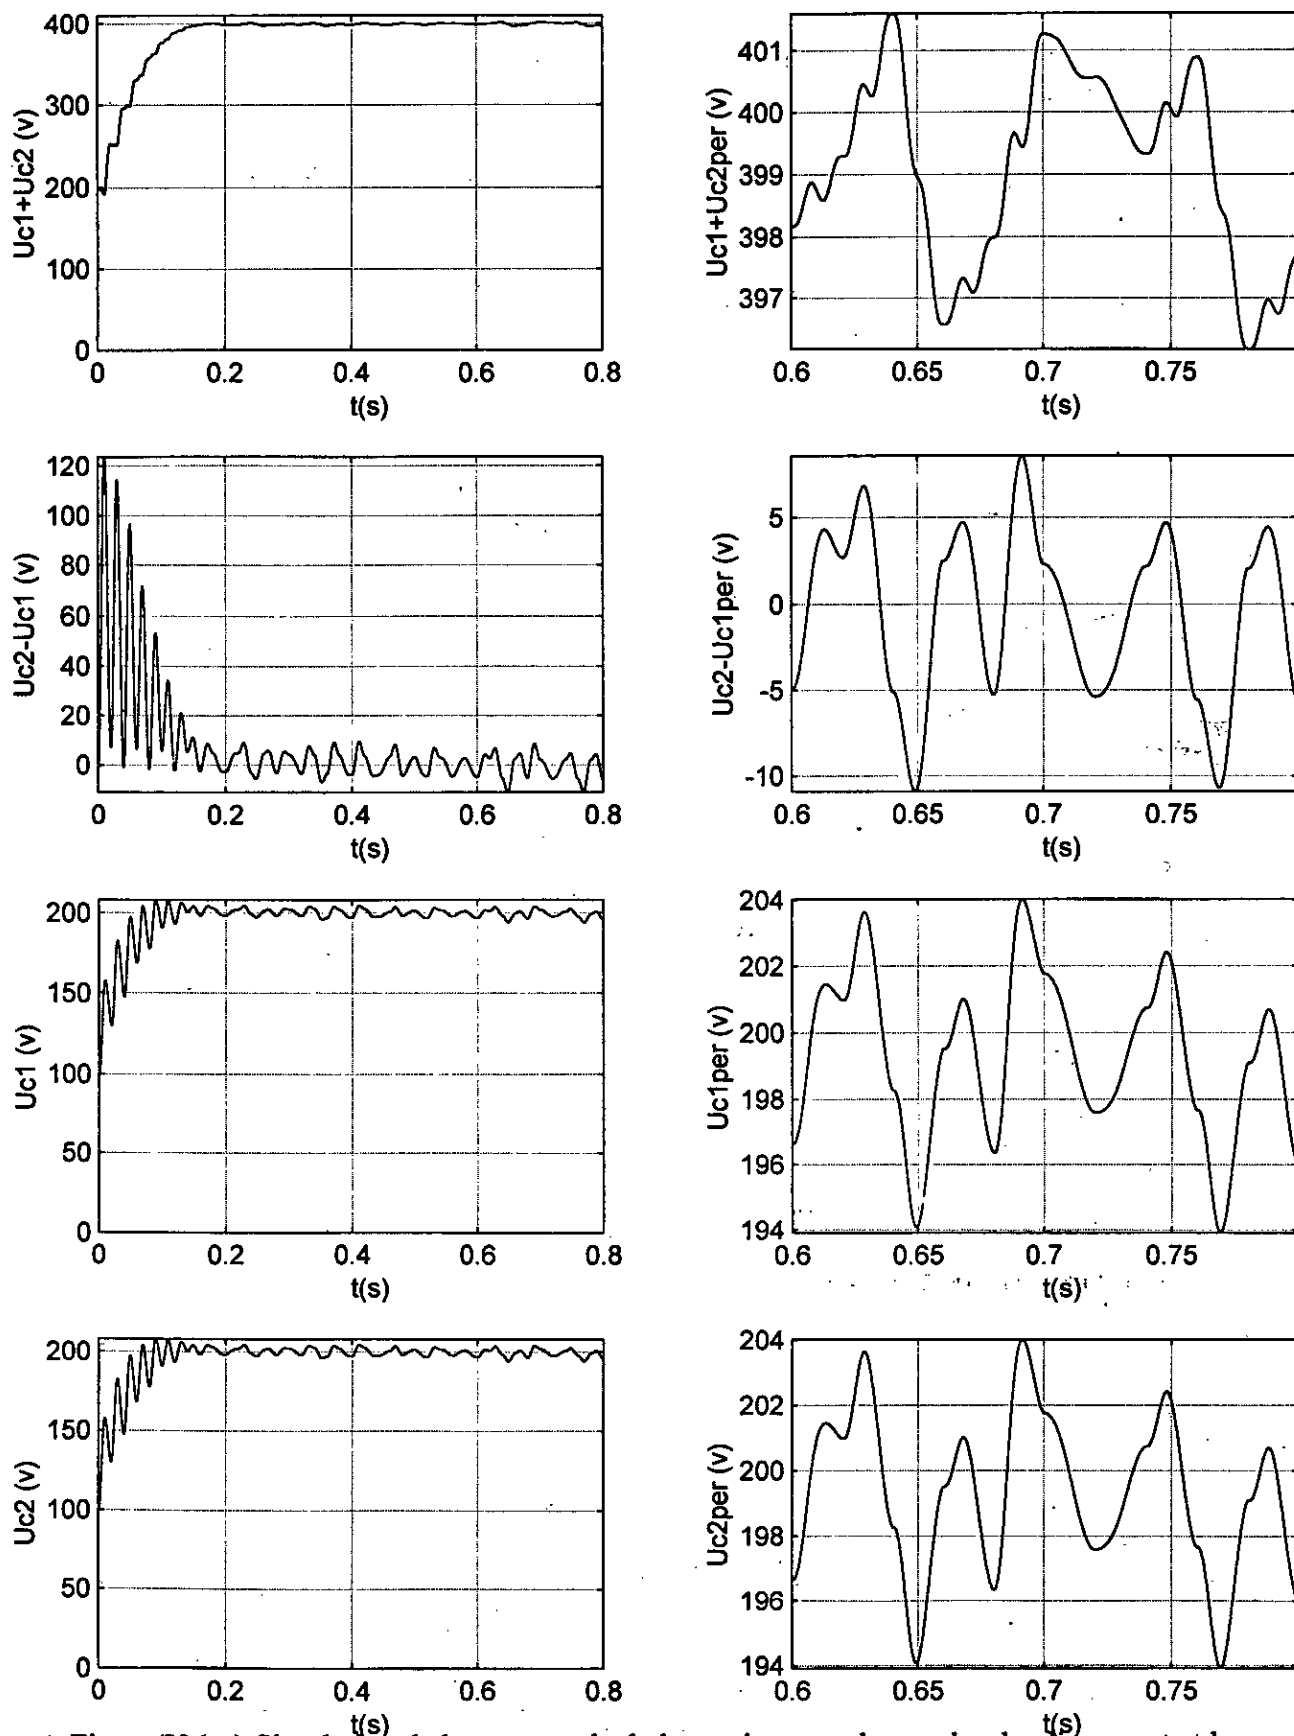 400
300
200
100
0
Uc1+Uc2 (v)
0 0.2 0.4 0.6 0.8
t(s)
401
400
399
398
397
Uc1+Uc2per (v)
0.6 0.65 0.7 0.75
t(s)
120
100
80
60
40
20
0
Uc2-Uc1 (v)
0 0.2 0.4 0.6 0.8
t(s)
5
0
-5
-10
Uc2-Uc1per (v)
0.6 0.65 0.7 0.75
t(s)
200
150
100
50
0
Uc1 (v)
0 0.2 0.4 0.6 0.8
t(s)
204
202
200
198
196
194
Uc1per (v)
0.6 0.65 0.7 0.75
t(s)
200
150
100
50
0
Uc2 (v)
0 0.2 0.4 0.6 0.8
t(s)
204
202
200
198
196
194
Uc2per (v)
0.6 0.65 0.7 0.75